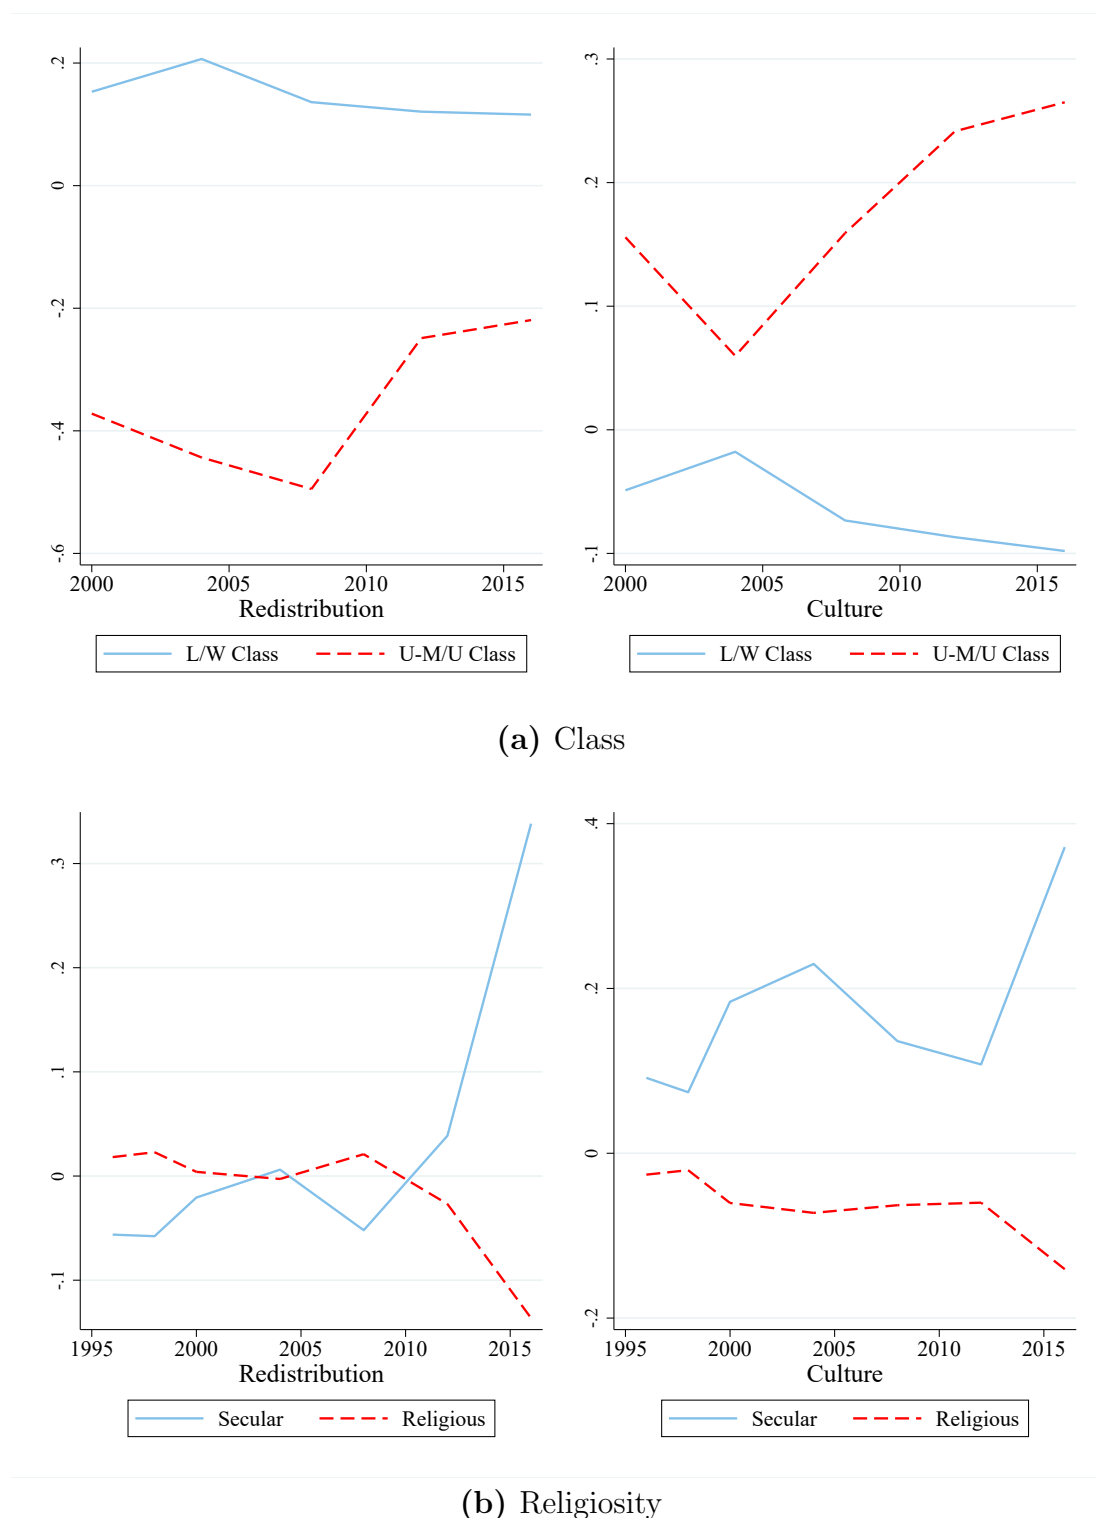 .2
0
-.2
-.4
-.6
2000 2005 2010 2015
Redistribution
L/W Class U-M/U Class
.3
.2
.1
0
-.1
2000 2005 2010 2015
Culture
L/W Class U-M/U Class
(a) Class
.3
.2
.1
0
-.1
1995 2000 2005 2010 2015
Redistribution
Secular Religious
.4
.2
0
-.2
1995 2000 2005 2010 2015
Culture
Secular Religious
(b) Religiosity